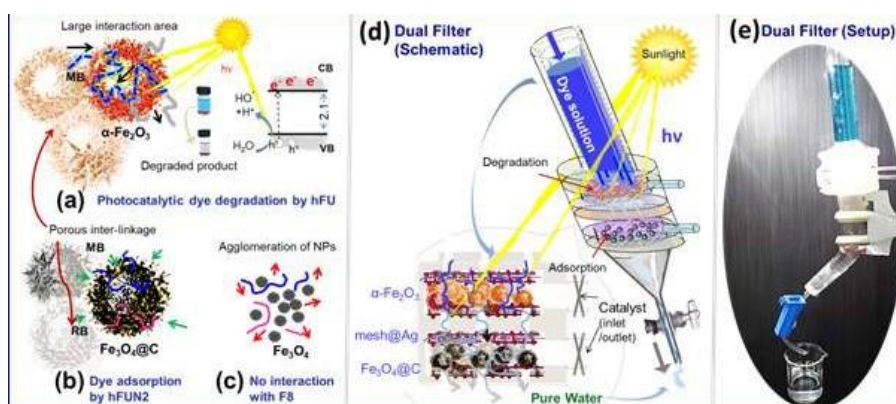 Large interaction area
MB
hν
CB
e⁻ e⁻ e⁻
HO˙
+H⁺
2.1
H₂O
h⁺ h⁺
VB
α-Fe₂O₃
Degraded product
(a) Photocatalytic dye degradation by hFU
Porous inter-linkage
MB
RB
Fe₃O₄@C
(b) Dye adsorption
by hFUN2
Agglomeration of NPs
Fe₃O₄
(c) No interaction
with F8
(d) Dual Filter
(Schematic)
Sunlight
Dye solution
hν
Degradation
Adsorption
α-Fe₂O₃
mesh@Ag
Fe₃O₄@C
Catalyst
(inlet
/outlet)
Pure Water
(e) Dual Filter (Setup)